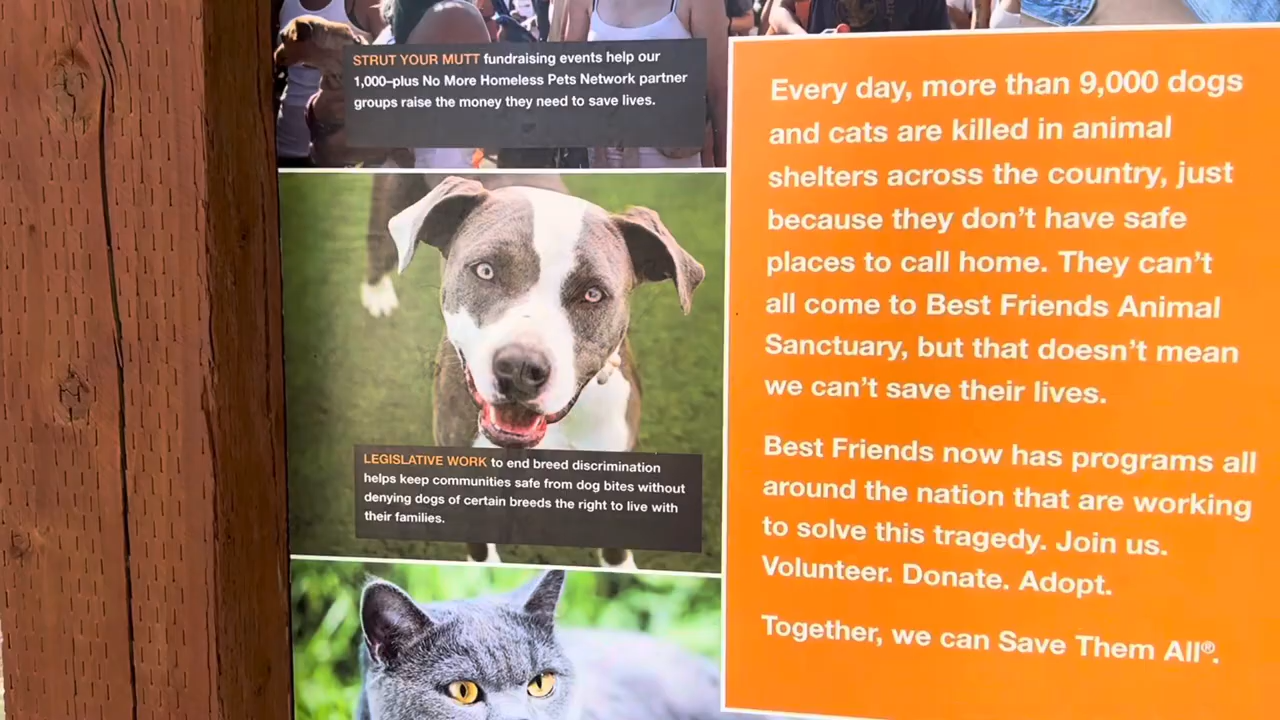 STRUT YOUR MUTT fundraising events help our
1,000–plus No More Homeless Pets Network partner
groups raise the money they need to save lives.
LEGISLATIVE WORK to end breed discrimination
helps keep communities safe from dog bites without
denying dogs of certain breeds the right to live with
their families.
Every day, more than 9,000 dogs
and cats are killed in animal
shelters across the country, just
because they don't have safe
places to call home. They can't
all come to Best Friends Animal
Sanctuary, but that doesn't mean
we can't save their lives.
Best Friends now has programs all
around the nation that are working
to solve this tragedy. Join us.
Volunteer. Donate. Adopt.
Together, we can Save Them All®.